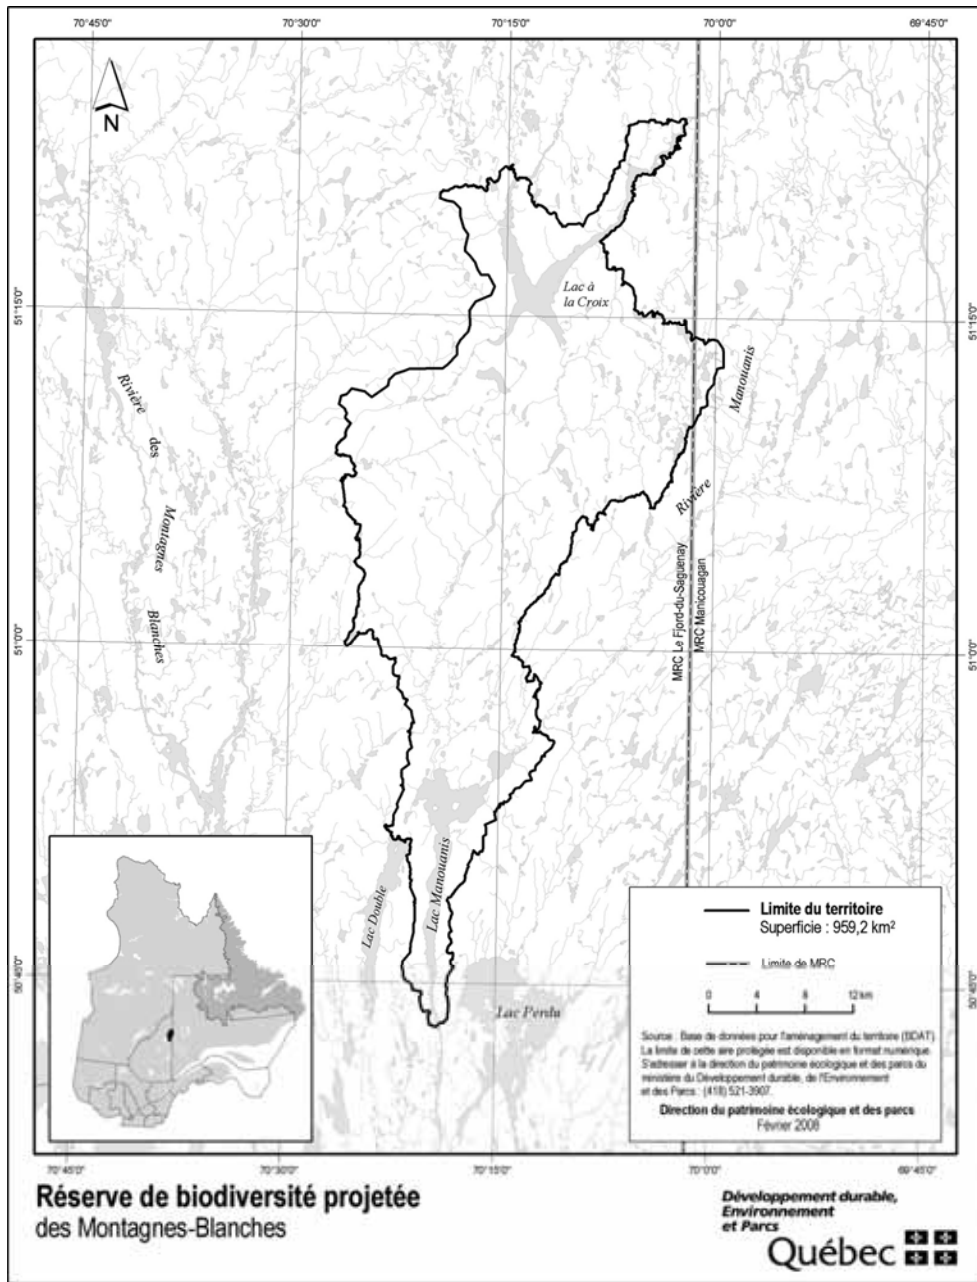 70°45'0"
70°30'0"
70°15'0"
70°0'0"
69°45'0"
N
51°15'0"
51°15'0"
Lac à
la Croix
Rivière
des
Montagnes
Blanches
Manouanis
Rivière
MRC Le Fjord-du-Saguenay
MRC Manicouagan
51°0'0"
51°0'0"
Lac Double
Lac Manouanis
Lac Perdu
50°45'0"
50°45'0"
Limite du territoire
Superficie : 959,2 km²
Limite de MRC
0 4 8 12 km
Source : Base de données pour l'aménagement du territoire (BDAT)
La limite de cette aire protégée est disponible en format numérique.
S'adresser à la direction du patrimoine écologique et des parcs du
ministère du Développement durable, de l'Environnement
et des Parcs : (418) 521-3907.
Direction du patrimoine écologique et des parcs
Février 2008
70°45'0"
70°30'0"
70°15'0"
70°0'0"
69°45'0"
Réserve de biodiversité projetée
des Montagnes-Blanches
Développement durable,
Environnement
et Parcs
Québec